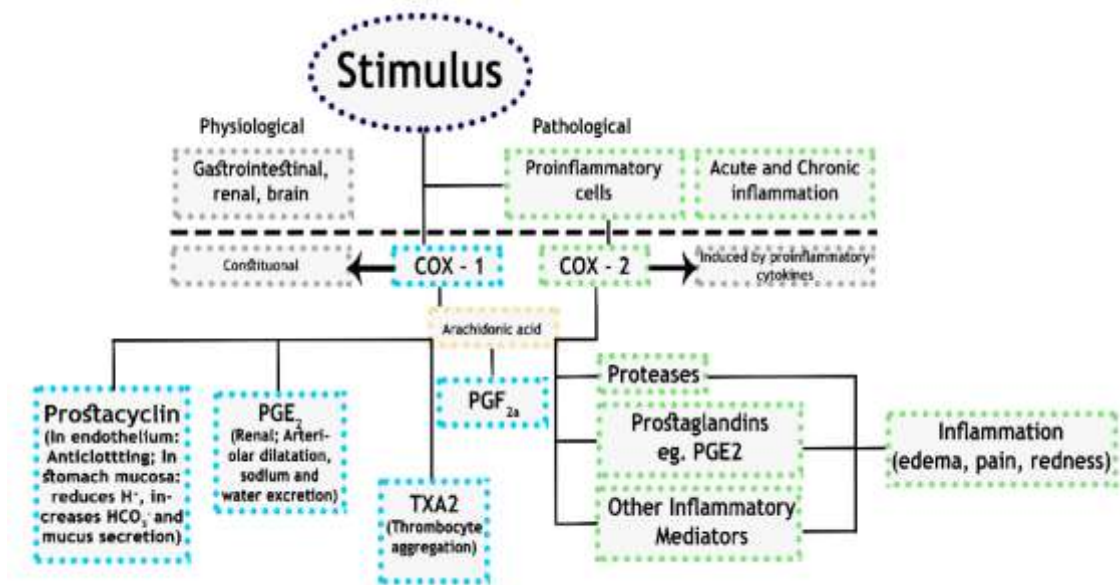 Stimulus
Physiological
Pathological
Gastrointestinal,
renal, brain
Proinflammatory
cells
Acute and Chronic
inflammation
Constituonal
COX - 1
COX - 2
Induced by proinflammatory
cytokines
Arachidonic acid
Prostacyclin
(In endothelium:
Anticlottting; In
stomach mucosa:
reduces H⁺, in-
creases HCO₃⁻ and
mucus secretion)
PGE₂
(Renal; Arteri-
olar dilatation,
sodium and
water excretion)
TXA2
(Thrombocyte
aggregation)
PGF₂a
Proteases
Prostaglandins
eg. PGE2
Other Inflammatory
Mediators
Inflammation
(edema, pain, redness)